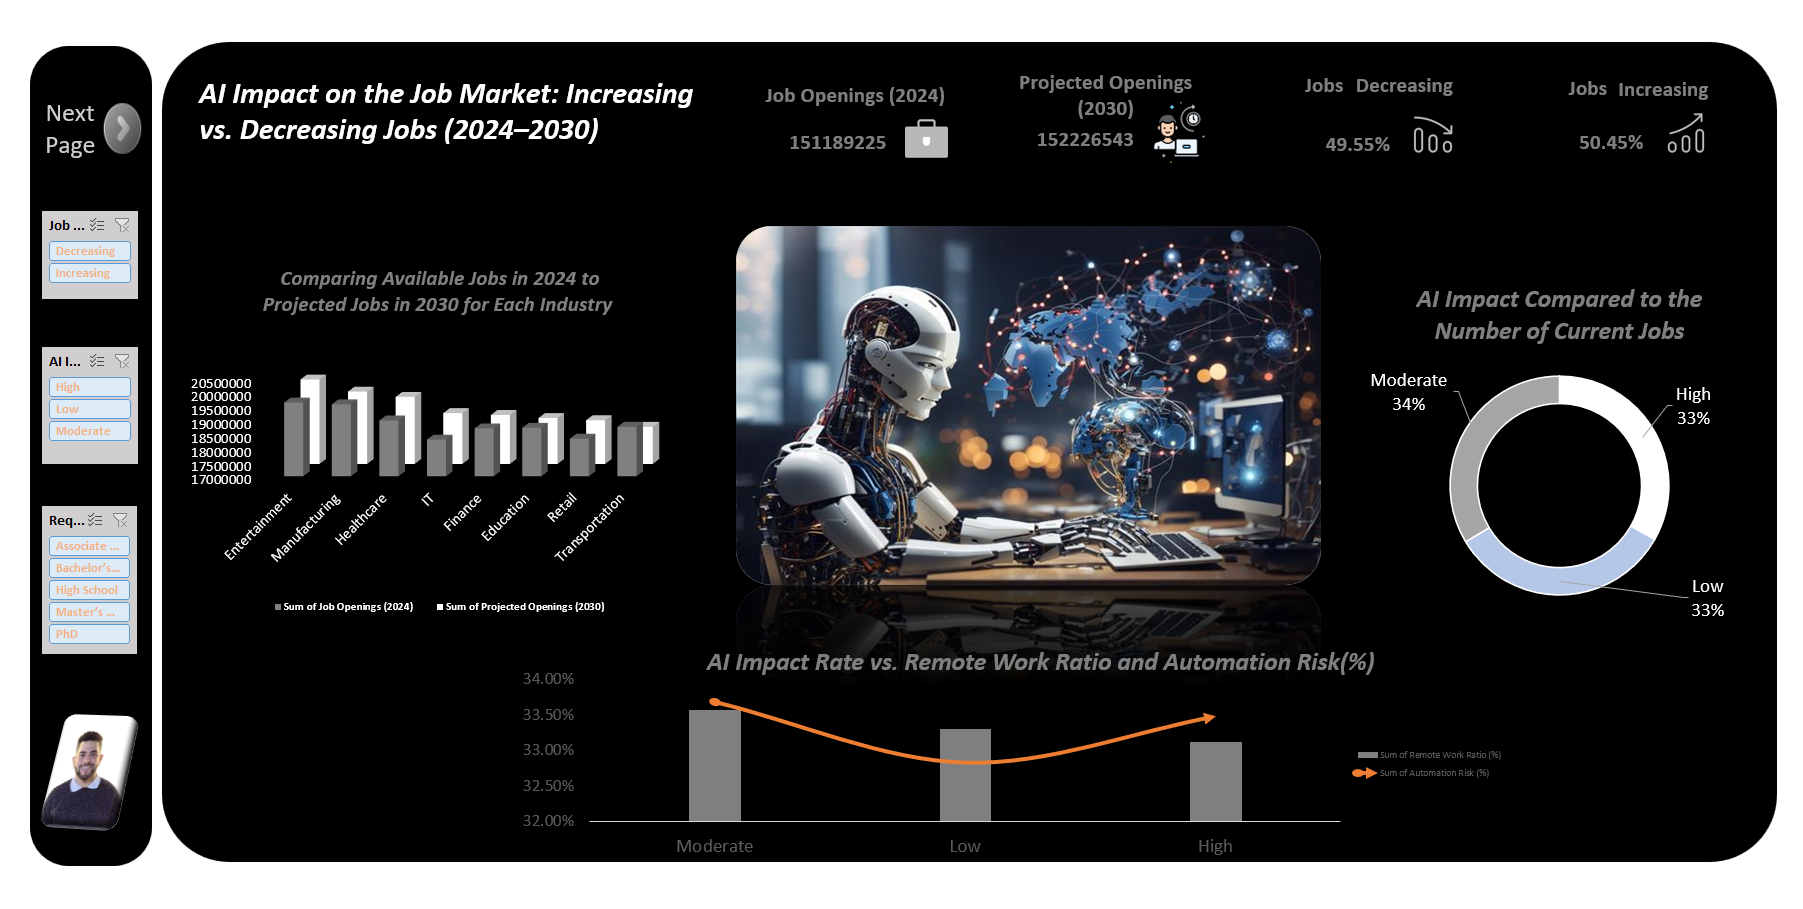 Next
Page
Job ...
Decreasing
Increasing
AI I...
High
Low
Moderate
Req...
Associate ...
Bachelor's...
High School
Master's ...
PhD
AI Impact on the Job Market: Increasing
vs. Decreasing Jobs (2024–2030)
Job Openings (2024)
151189225
Projected Openings
(2030)
152226543
Jobs Decreasing
49.55%
Jobs Increasing
50.45%
Comparing Available Jobs in 2024 to
Projected Jobs in 2030 for Each Industry
20500000
20000000
19500000
19000000
18500000
18000000
17500000
17000000
Entertainment
Manufacturing
Healthcare
IT
Finance
Education
Retail
Transportation
Sum of Job Openings (2024)
Sum of Projected Openings (2030)
AI Impact Compared to the
Number of Current Jobs
Moderate
34%
High
33%
Low
33%
AI Impact Rate vs. Remote Work Ratio and Automation Risk(%)
34.00%
33.50%
33.00%
32.50%
32.00%
Moderate
Low
High
Sum of Remote Work Ratio (%)
Sum of Automation Risk (%)